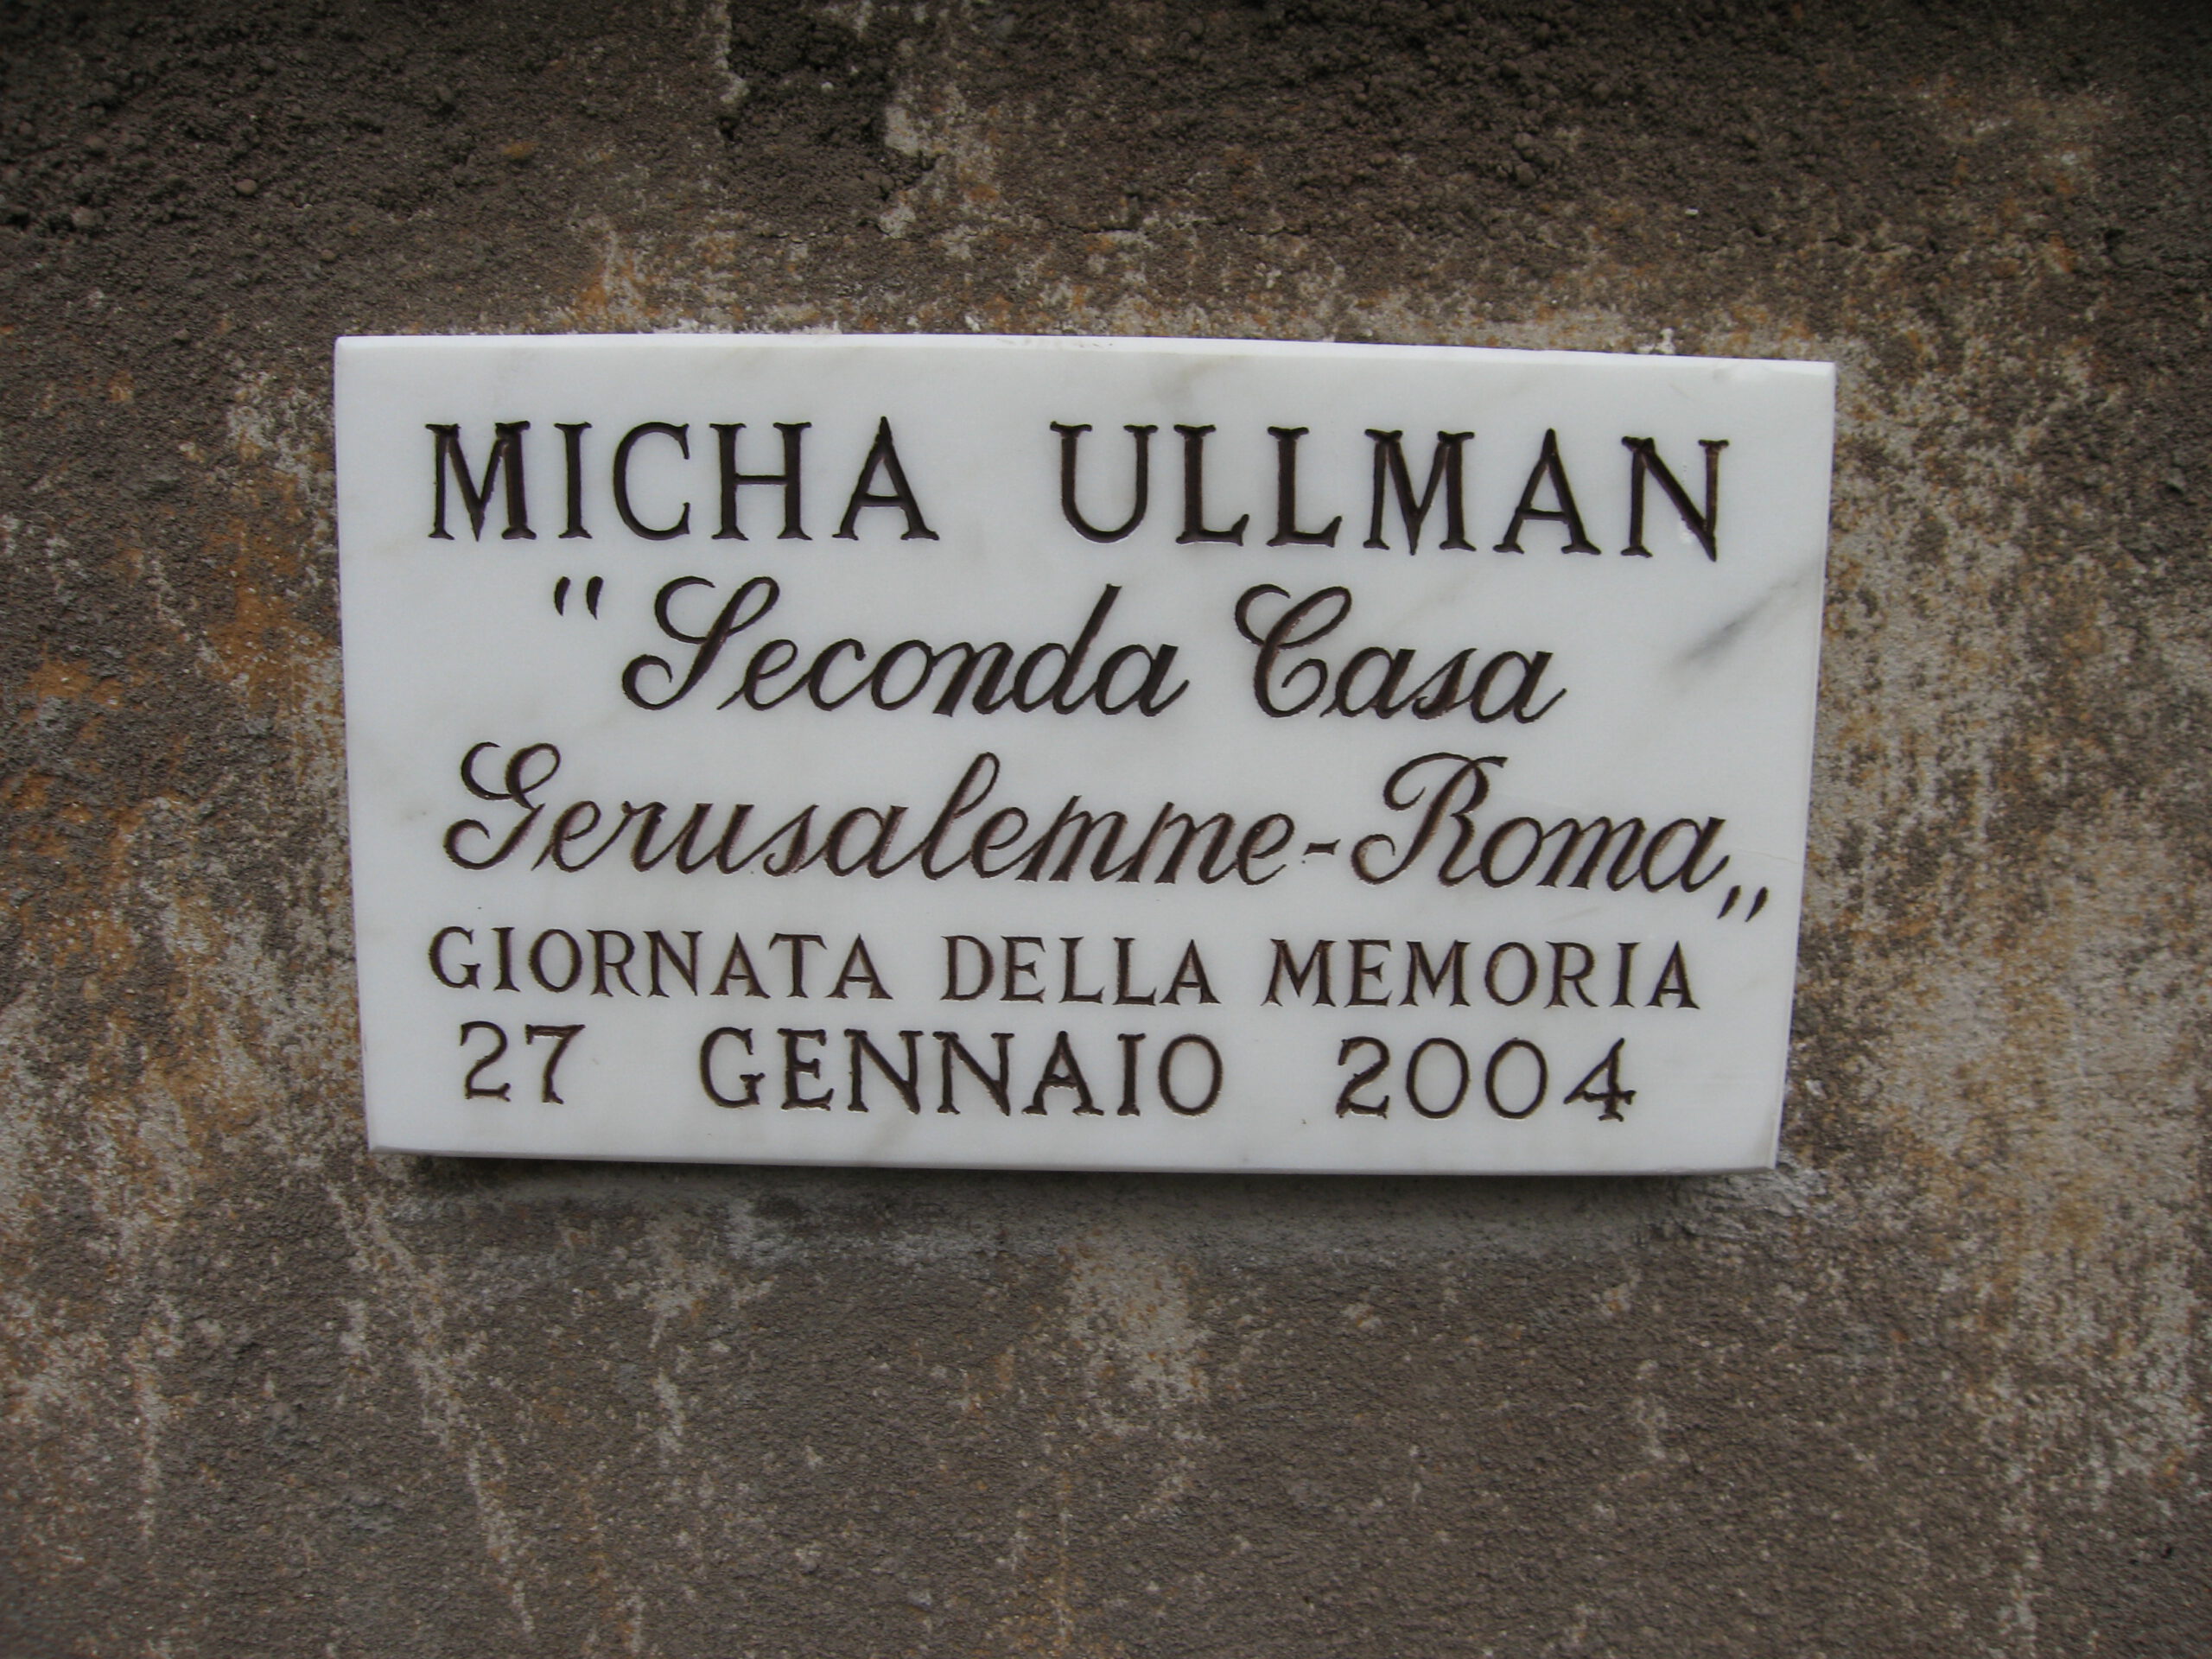 MICHA ULLMAN
"Seconda Casa
Gerusalemme-Roma„
GIORNATA DELLA MEMORIA
27 GENNAIO 2004